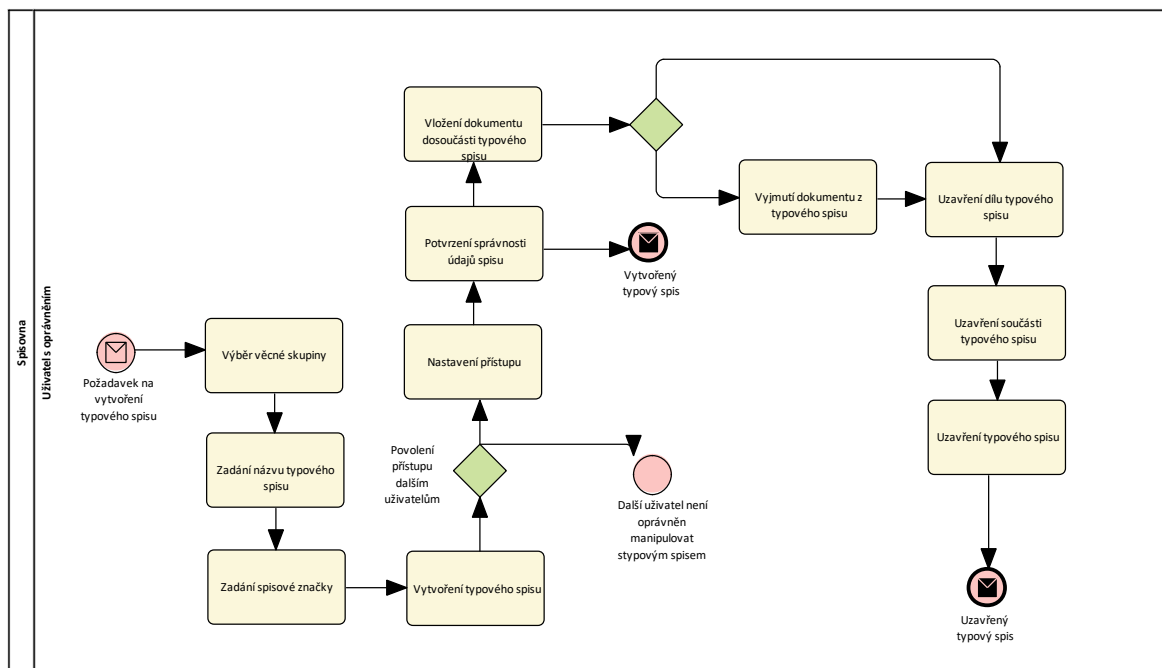 Spisovna
Uživatel s oprávněním
Požadavek na
vytvoření
typového spisu
Výběr věcné skupiny
Zadání názvu typového
spisu
Zadání spisové značky
Vytvoření typového spisu
Povolení
přístupu
dalším
uživatelům
Další uživatel není
oprávněn
manipulovat
stypovým spisem
Nastavení přístupu
Potvrzení správnosti
údajů spisu
Vytvořený
typový spis
Vložení dokumentu
dosoučásti typového
spisu
Vyjmutí dokumentu z
typového spisu
Uzavření dílu typového
spisu
Uzavření součásti
typového spisu
Uzavření typového spisu
Uzavřený
typový spis